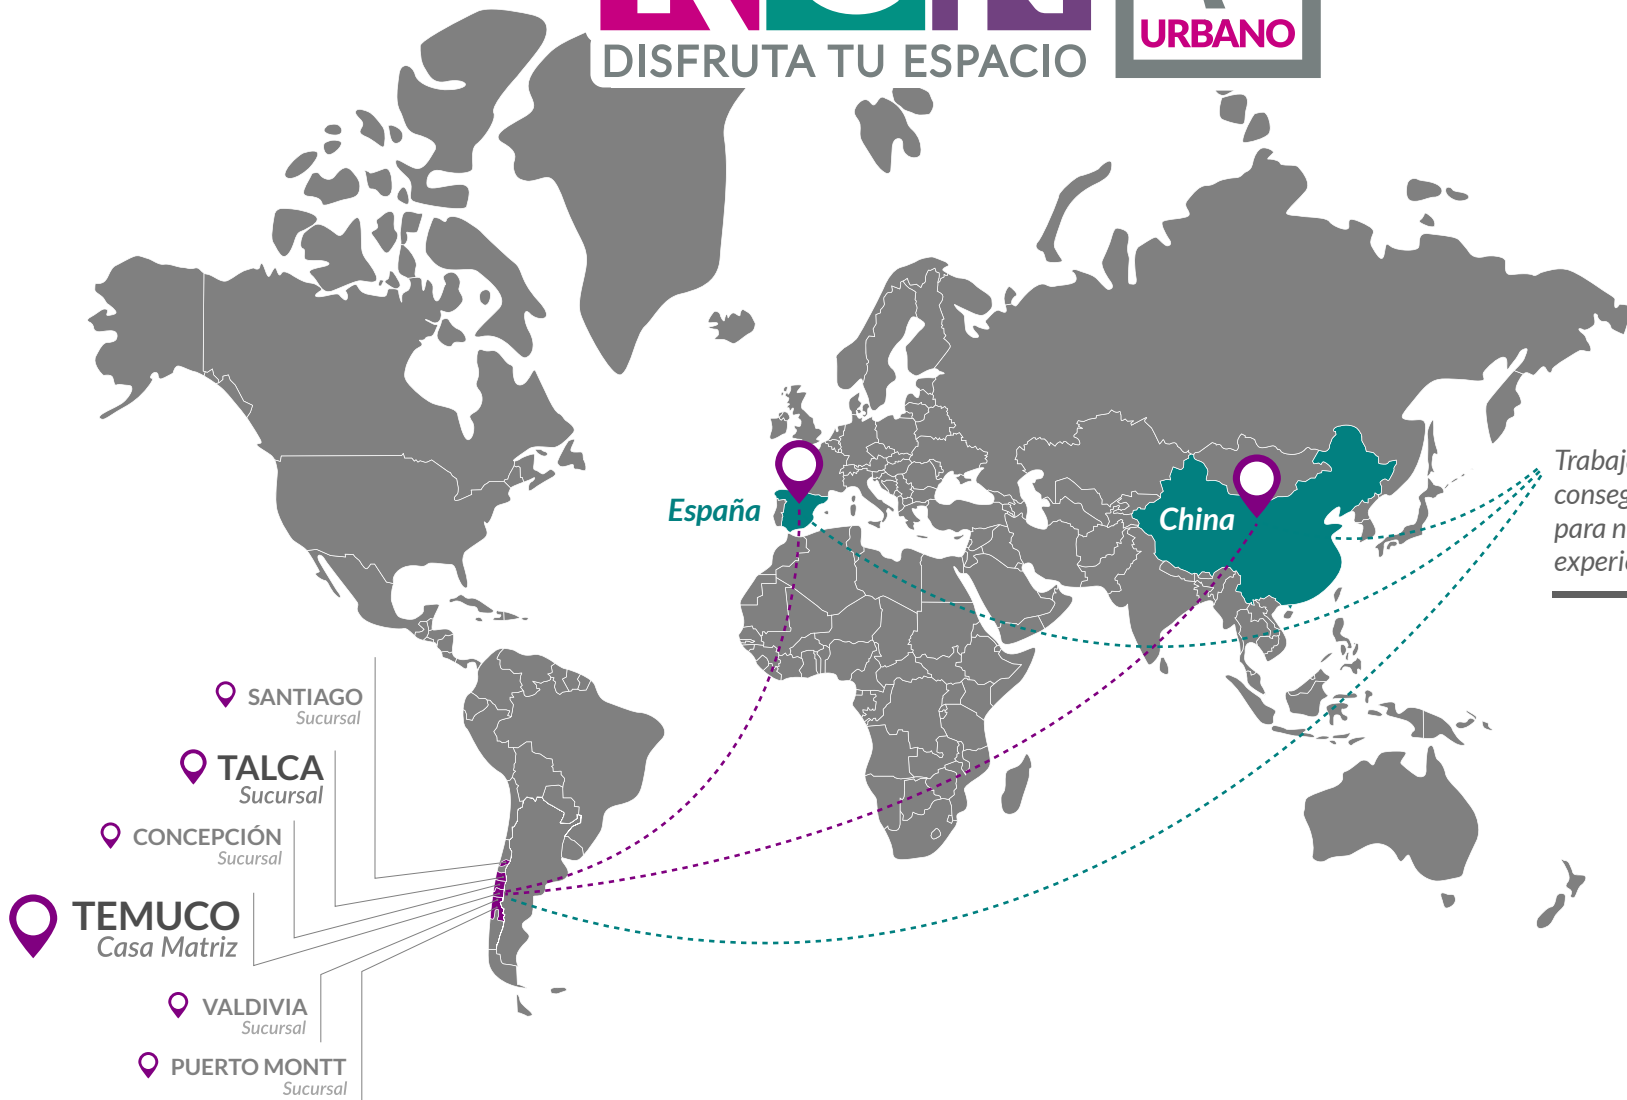 DISFRUTA TU ESPACIO
URBANO
España
China
SANTIAGO
Sucursal
TALCA
Sucursal
CONCEPCIÓN
Sucursal
TEMUCO
Casa Matriz
VALDIVIA
Sucursal
PUERTO MONTT
Sucursal